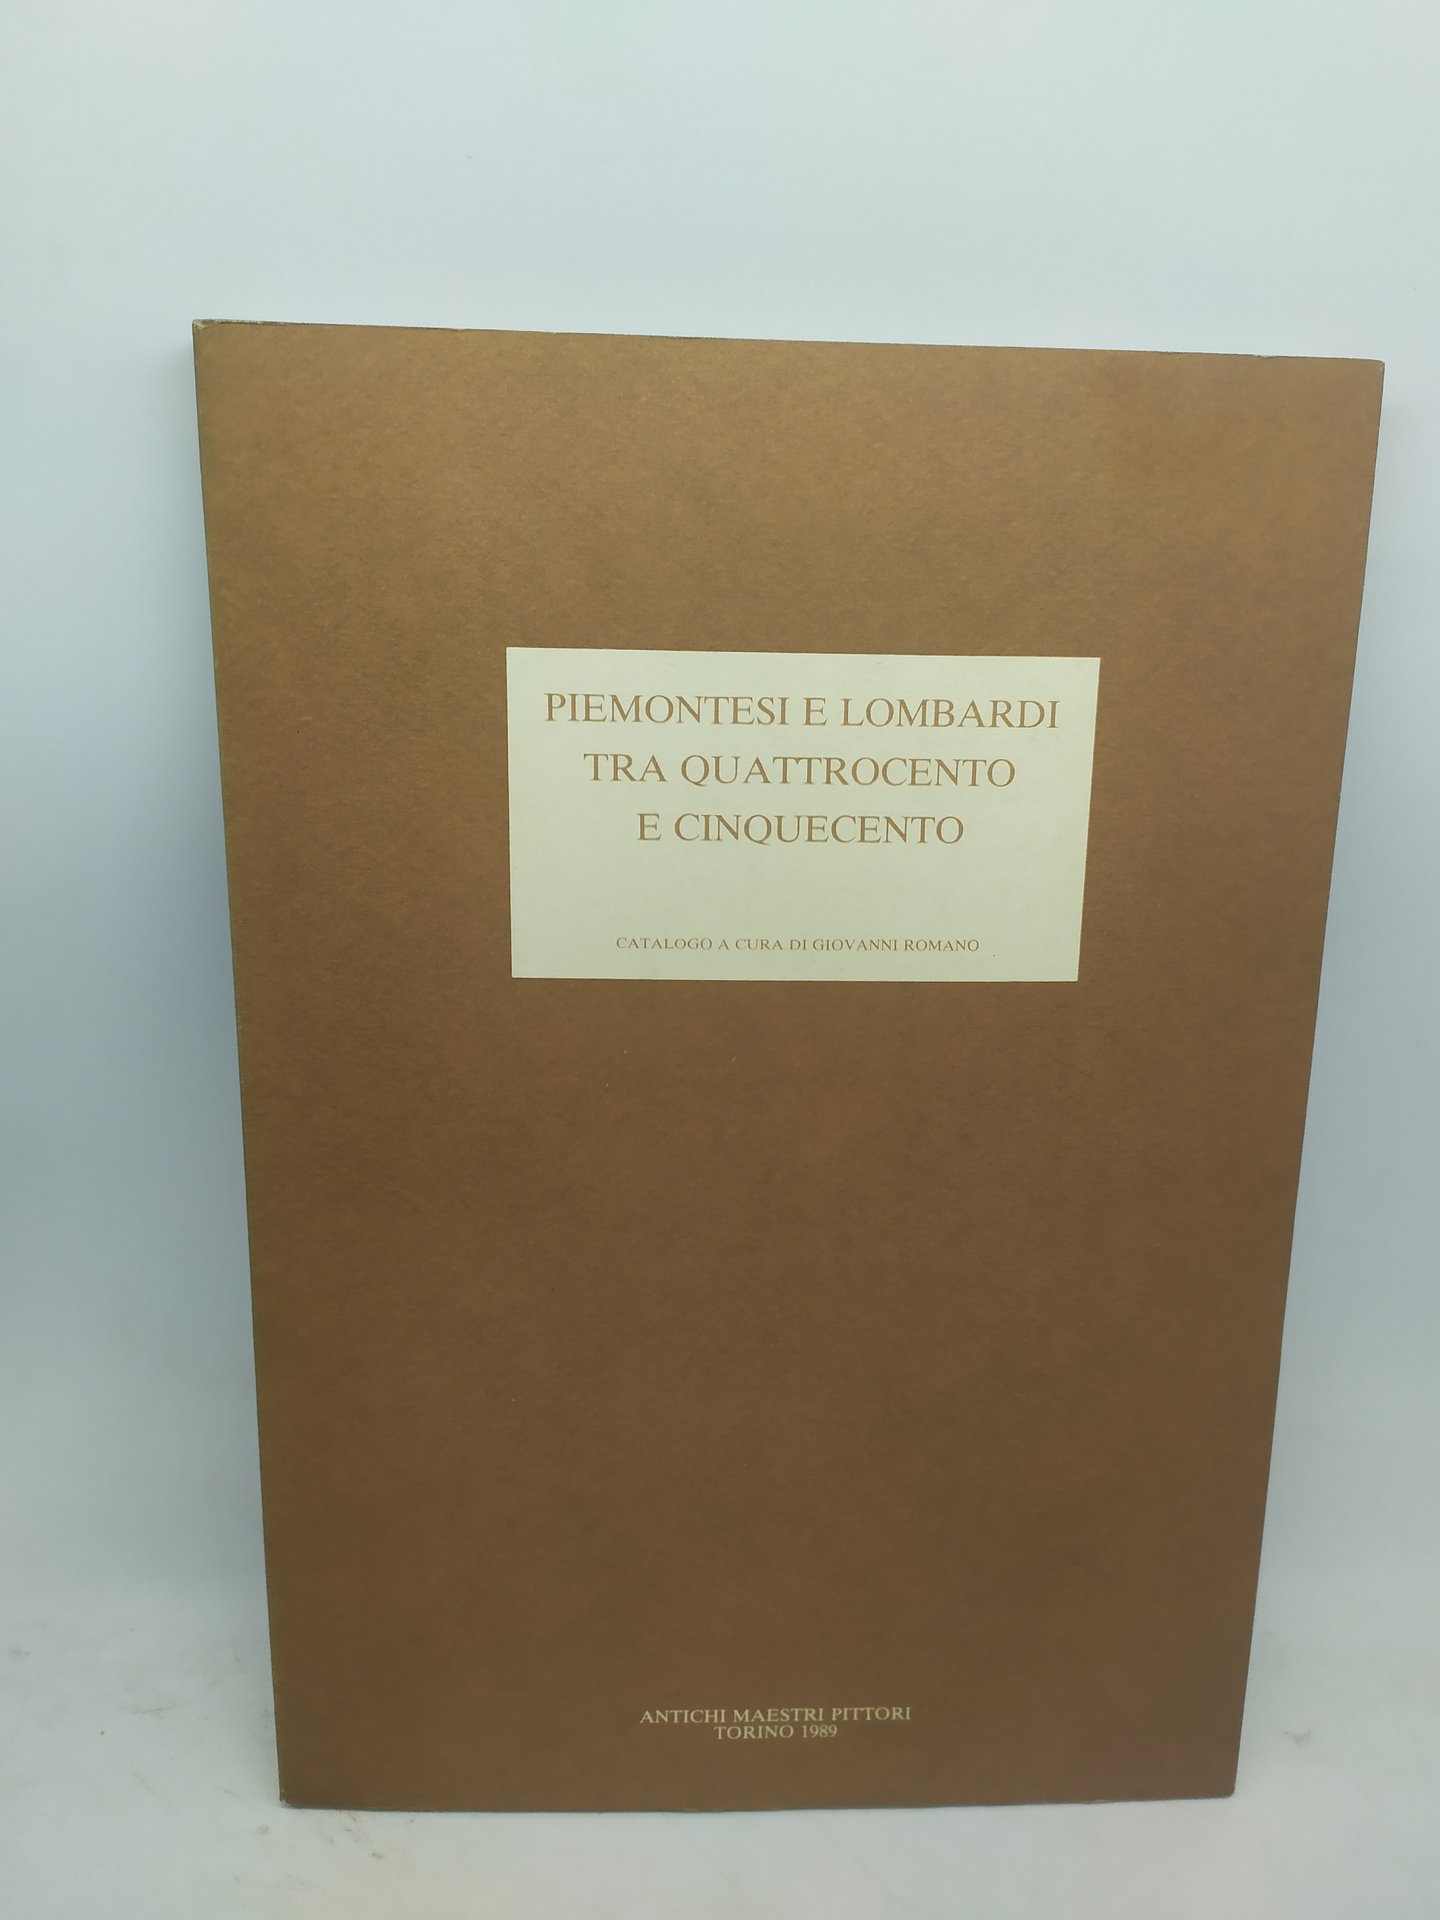 PIEMONTESI E LOMBARDI
TRA QUATTROCENTO
E CINQUECENTO
CATALOGO A CURA DI GIOVANNI ROMANO
ANTICHI MAESTRI PITTORI
TORINO 1989